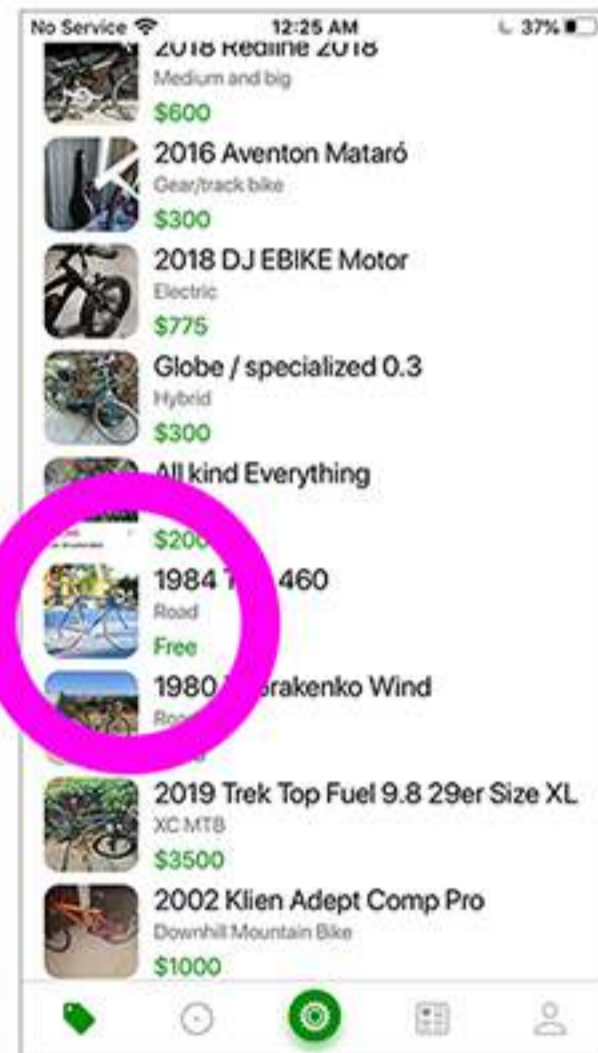 No Service 12:25 AM 37%
2018 Redline 2018
Medium and big
$600
2016 Aventon Mataró
Gear/track bike
$300
2018 DJ EBIKE Motor
Electric
$775
Globe / specialized 0.3
Hybrid
$300
All kind Everything
$200
1984 460
Road
Free
1980 Wind
2019 Trek Top Fuel 9.8 29er Size XL
XC MTB
$3500
2002 Klien Adept Comp Pro
Downhill Mountain Bike
$1000